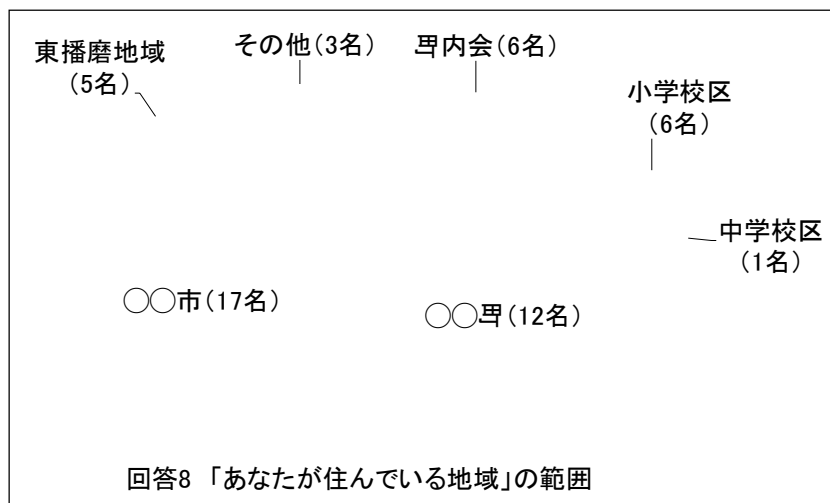 東播磨地域
(5名)
その他(3名)
甼内会(6名)
小学校区
(6名)
中学校区
(1名)
○○市(17名)
○○甼(12名)
回答8 「あなたが住んでいる地域」の範囲